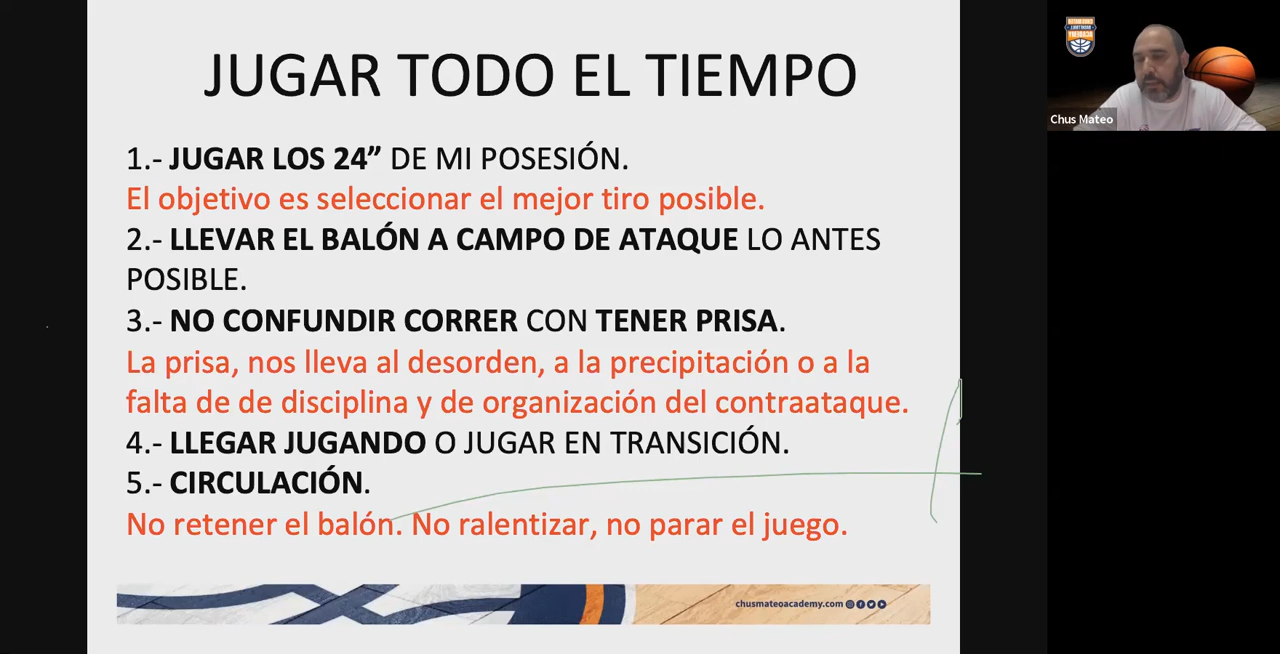 JUGAR TODO EL TIEMPO
1.- JUGAR LOS 24” DE MI POSESIÓN.
El objetivo es seleccionar el mejor tiro posible.
2.- LLEVAR EL BALÓN A CAMPO DE ATAQUE LO ANTES
POSIBLE.
3.- NO CONFUNDIR CORRER CON TENER PRISA.
La prisa, nos lleva al desorden, a la precipitación o a la
falta de de disciplina y de organización del contraataque.
4.- LLEGAR JUGANDO O JUGAR EN TRANSICIÓN.
5.- CIRCULACIÓN.
No retener el balón. No ralentizar, no parar el juego.
chusmateoacademy.com
ACADEMY
Chus Mateo